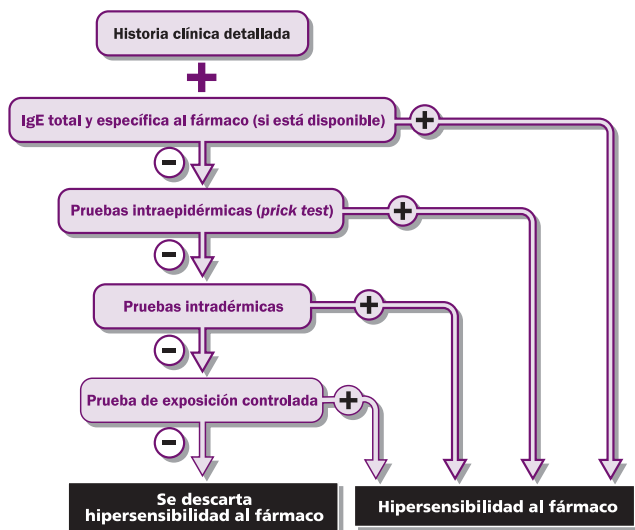 Historia clínica detallada
+
IgE total y específica al fármaco (si está disponible)
+
−
Pruebas intraepidérmicas (prick test)
+
−
Pruebas intradérmicas
+
−
Prueba de exposición controlada
+
−
Se descarta
hipersensibilidad al fármaco
Hipersensibilidad al fármaco